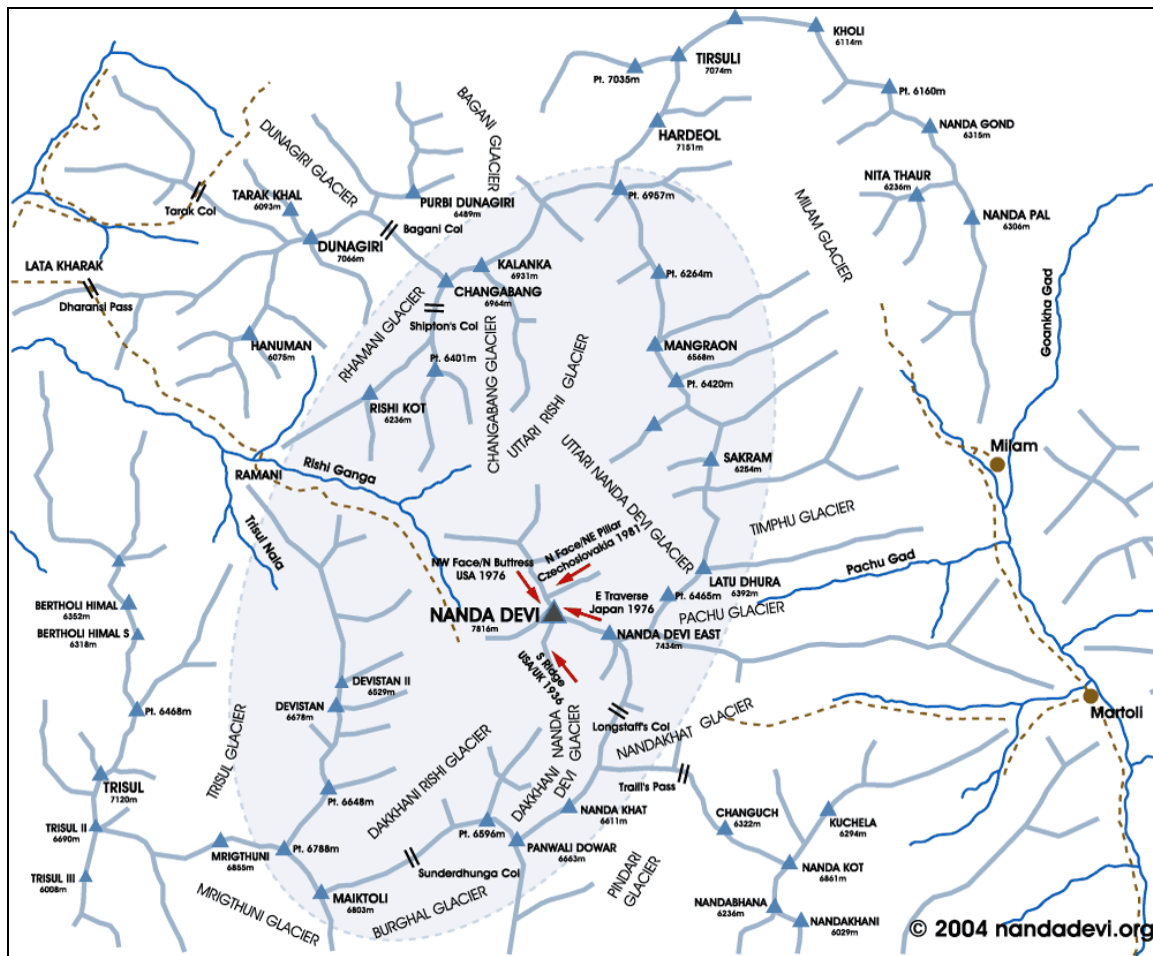 KHOLI
6114m
TIRSULI
7074m
Pt. 7035m
Pt. 6160m
BAGANI GLACIER
NANDA GOND
6315m
DUNAGIRI GLACIER
HARDEOL
7151m
NITA THAUR
6236m
TARAK KHAL
6093m
PURBI DUNAGIRI
6489m
Pt. 6957m
MILAM GLACIER
Tarak Col
NANDA PAL
6306m
Bagani Col
DUNAGIRI
7066m
LATA KHARAK
KALANKA
6931m
Pt. 6264m
CHANGABANG
6964m
Dharansi Pass
Goankha Gad
Shipton's Col
RHAMANI GLACIER
HANUMAN
6075m
CHANGABANG GLACIER
MANGRAON
6568m
Pt. 6401m
UTTARI RISHI GLACIER
Pt. 6420m
RISHI KOT
6236m
Milam
SAKRAM
6254m
Rishi Ganga
RAMANI
UTTARI NANDA DEVI GLACIER
TIMPHU GLACIER
Trisul Nala
N Face/NE Pillar
Czechoslovakia 1981
NW Face/N Buttress
USA 1976
Pachu Gad
LATU DHURA
6392m
Pt. 6465m
E Traverse
Japan 1976
BERTHOLI HIMAL
6352m
PACHU GLACIER
NANDA DEVI
7816m
BERTHOLI HIMAL S
6318m
NANDA DEVI EAST
7434m
S Ridge
USA/UK 1936
DEVISTAN II
6529m
DEVISTAN
6678m
Pt. 6468m
Martoli
Longstaff's Col
NANDAKHAT GLACIER
TRISUL GLACIER
DAKKHANI NANDA
DEVI GLACIER
DAKKHANI RISHI GLACIER
TRISUL
7120m
Pt. 6648m
Traill's Pass
NANDA KHAT
6611m
CHANGUCH
6322m
KUCHELA
6294m
TRISUL II
6690m
Pt. 6596m
MRIGTHUNI
6855m
Pt. 6788m
PANWALI DOWAR
6663m
NANDA KOT
6861m
Sunderdhunga Col
TRISUL III
6008m
PINDARI
GLACIER
MAIKTOLI
6803m
MRIGTHUNI GLACIER
BURGHAL GLACIER
NANDABHANA
6236m
NANDAKHANI
6029m
© 2004 nandadevi.org